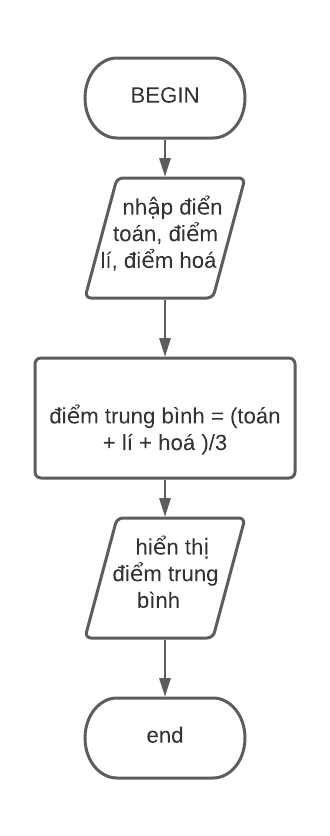 BEGIN
nhập điển
toán, điểm
lí, điểm hoá
điểm trung bình = (toán
+ lí + hoá )/3
hiển thị
điểm trung
bình
end